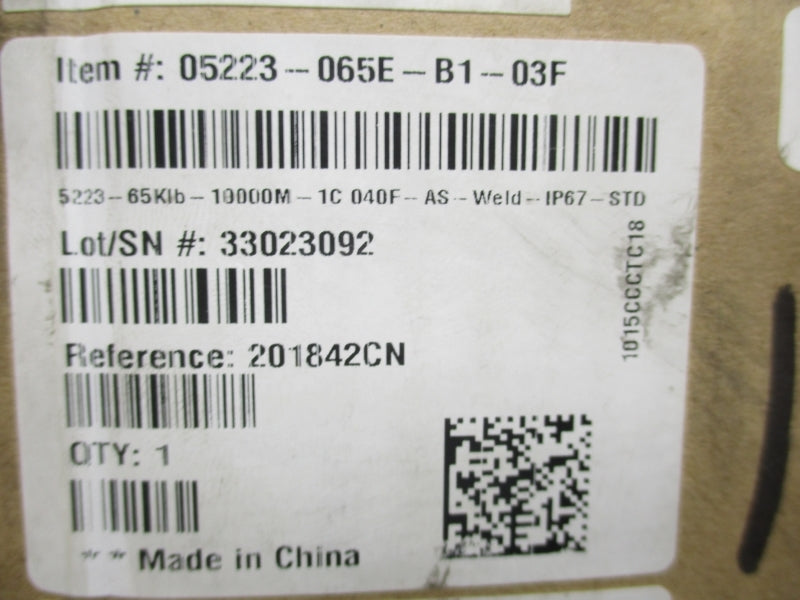 Item #: 05223-065E-B1-03F
5223-65Klb-10000M-1C 040F-AS-Weld-IP67-STD
Lot/SN #: 33023092
1015CCCTC18
Reference: 201842CN
QTY: 1
** Made in China